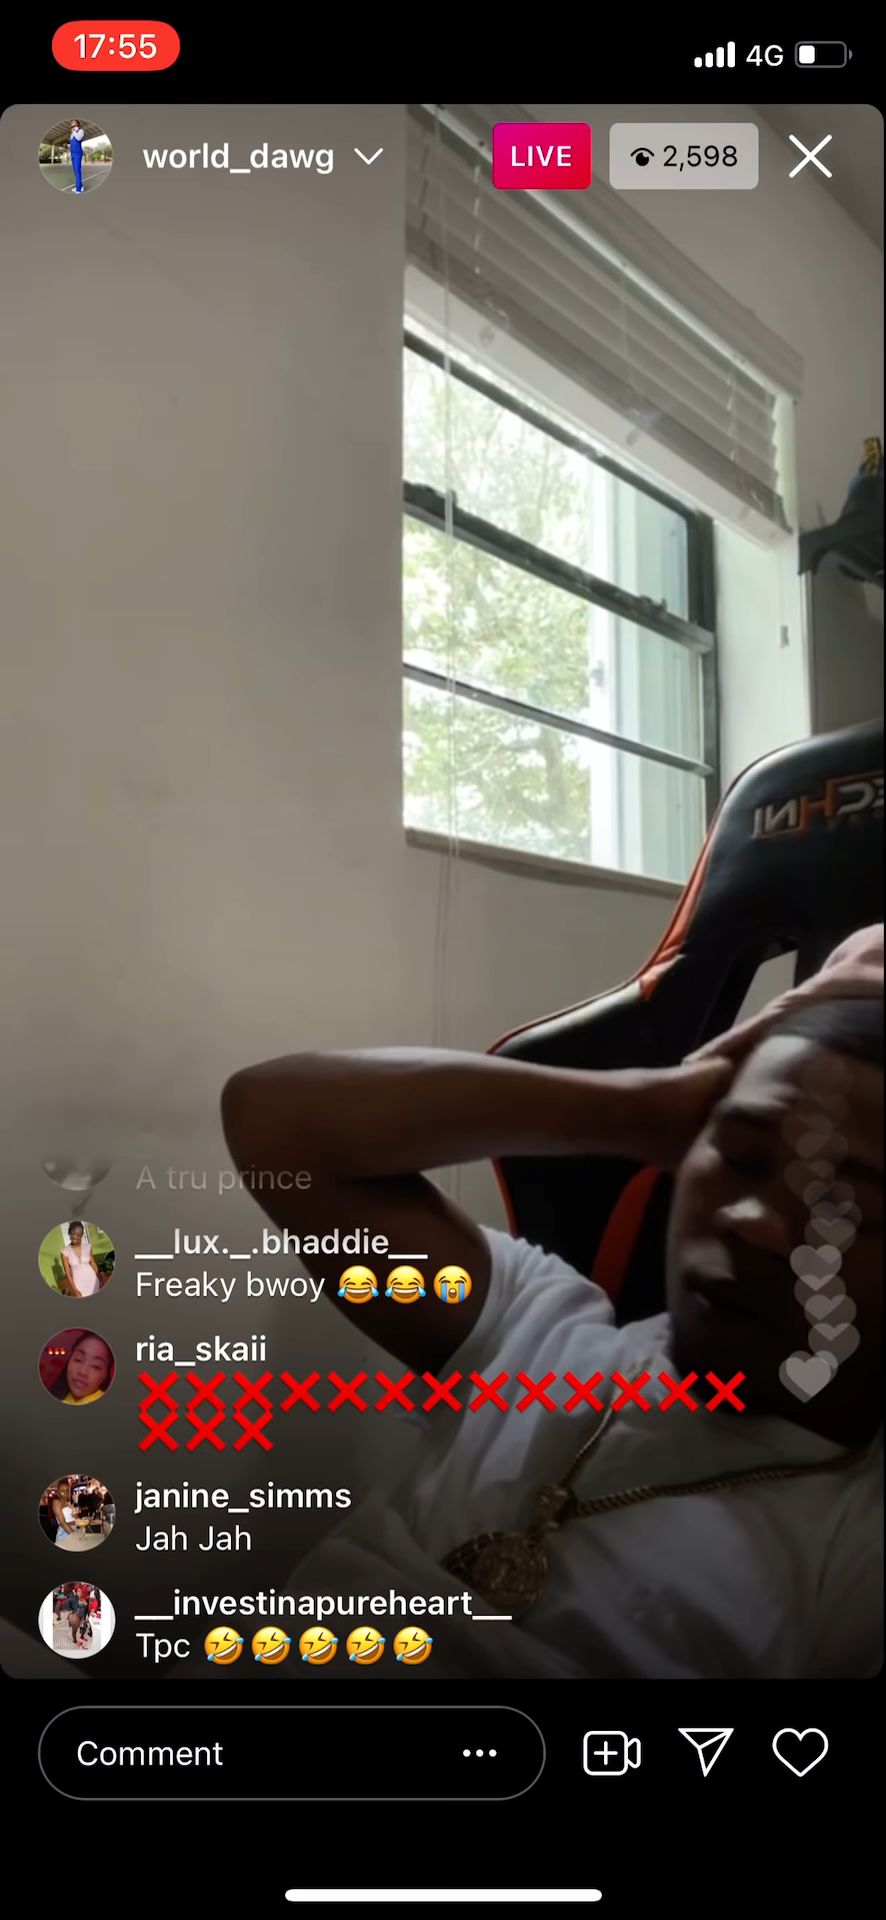 17:55
4G
world_dawg
LIVE
2,598
A tru prince
__lux._.bhaddie__
Freaky bwoy 😂😂😭
ria_skaii
❌❌❌❌❌❌❌❌❌❌❌❌❌
❌❌❌
janine_simms
Jah Jah
__investinapureheart__
Tpc 🤣🤣🤣🤣🤣
Comment